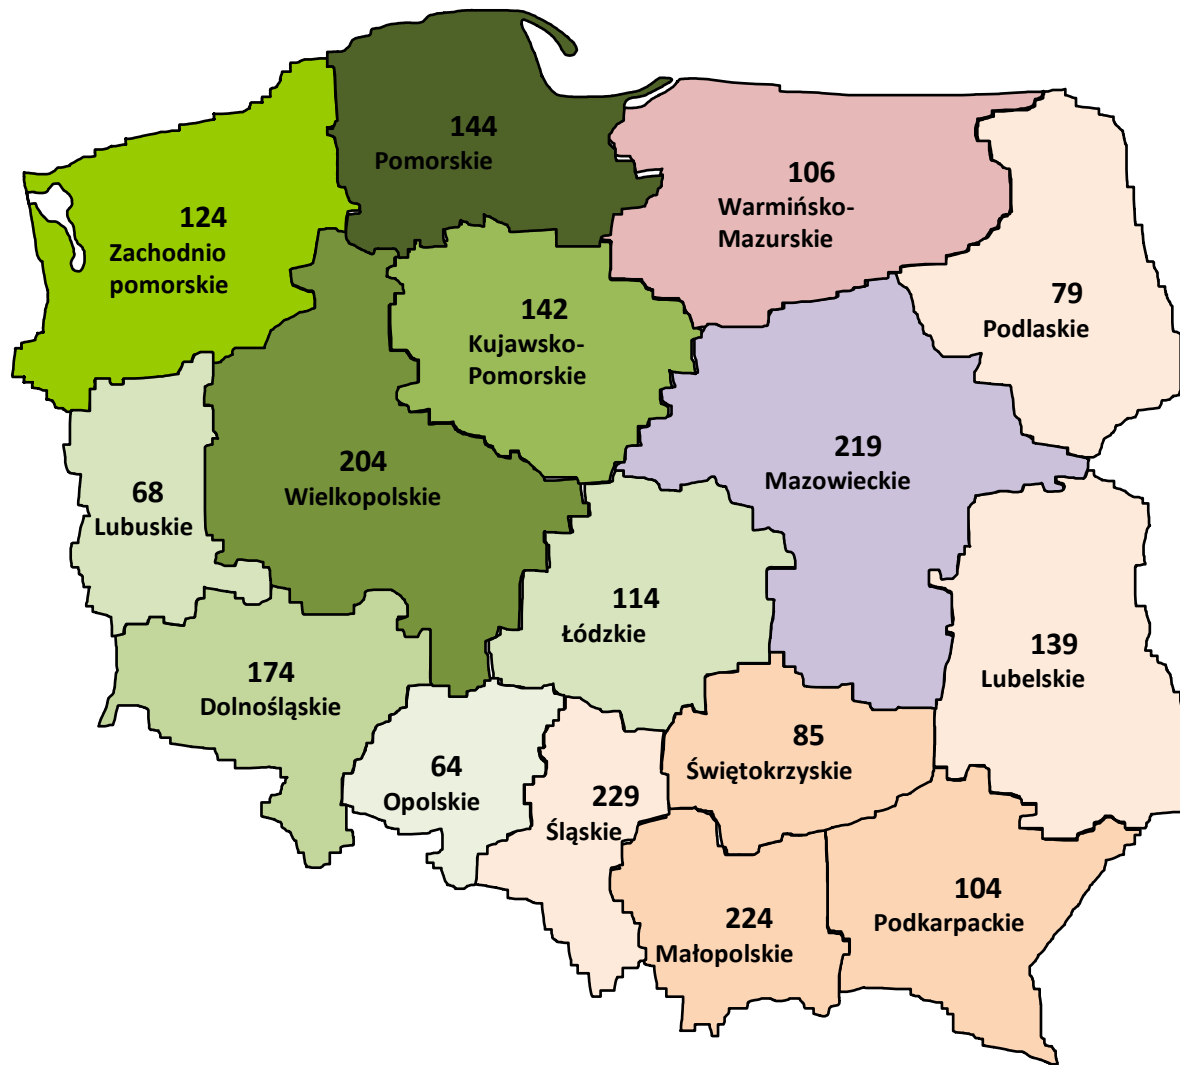 144
Pomorskie
106
Warmińsko-
Mazurskie
124
Zachodnio
pomorskie
79
Podlaskie
142
Kujawsko-
Pomorskie
219
Mazowieckie
204
Wielkopolskie
68
Lubuskie
114
Łódzkie
139
Lubelskie
174
Dolnośląskie
85
Świętokrzyskie
64
Opolskie
229
Śląskie
104
Podkarpackie
224
Małopolskie